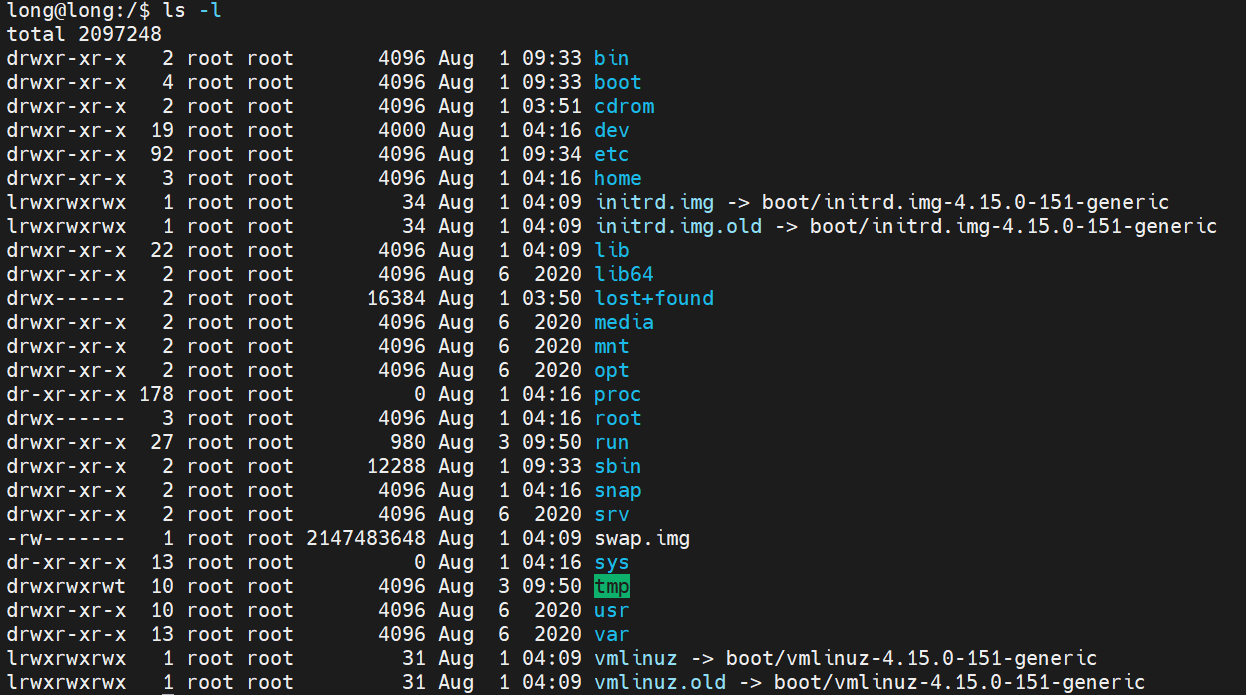 long@long:/$ ls -l
total 2097248
drwxr-xr-x   2 root root       4096 Aug  1 09:33 bin
drwxr-xr-x   4 root root       4096 Aug  1 09:33 boot
drwxr-xr-x   2 root root       4096 Aug  1 03:51 cdrom
drwxr-xr-x  19 root root       4000 Aug  1 04:16 dev
drwxr-xr-x  92 root root       4096 Aug  1 09:34 etc
drwxr-xr-x   3 root root       4096 Aug  1 04:16 home
lrwxrwxrwx   1 root root         34 Aug  1 04:09 initrd.img -> boot/initrd.img-4.15.0-151-generic
lrwxrwxrwx   1 root root         34 Aug  1 04:09 initrd.img.old -> boot/initrd.img-4.15.0-151-generic
drwxr-xr-x  22 root root       4096 Aug  1 04:09 lib
drwxr-xr-x   2 root root       4096 Aug  6  2020 lib64
drwx------   2 root root      16384 Aug  1 03:50 lost+found
drwxr-xr-x   2 root root       4096 Aug  6  2020 media
drwxr-xr-x   2 root root       4096 Aug  6  2020 mnt
drwxr-xr-x   2 root root       4096 Aug  6  2020 opt
dr-xr-xr-x 178 root root          0 Aug  1 04:16 proc
drwx------   3 root root       4096 Aug  1 04:16 root
drwxr-xr-x  27 root root        980 Aug  3 09:50 run
drwxr-xr-x   2 root root      12288 Aug  1 09:33 sbin
drwxr-xr-x   2 root root       4096 Aug  1 04:16 snap
drwxr-xr-x   2 root root       4096 Aug  6  2020 srv
-rw-------   1 root root 2147483648 Aug  1 04:09 swap.img
dr-xr-xr-x  13 root root          0 Aug  1 04:16 sys
drwxrwxrwt  10 root root       4096 Aug  3 09:50 tmp
drwxr-xr-x  10 root root       4096 Aug  6  2020 usr
drwxr-xr-x  13 root root       4096 Aug  6  2020 var
lrwxrwxrwx   1 root root         31 Aug  1 04:09 vmlinuz -> boot/vmlinuz-4.15.0-151-generic
lrwxrwxrwx   1 root root         31 Aug  1 04:09 vmlinuz.old -> boot/vmlinuz-4.15.0-151-generic